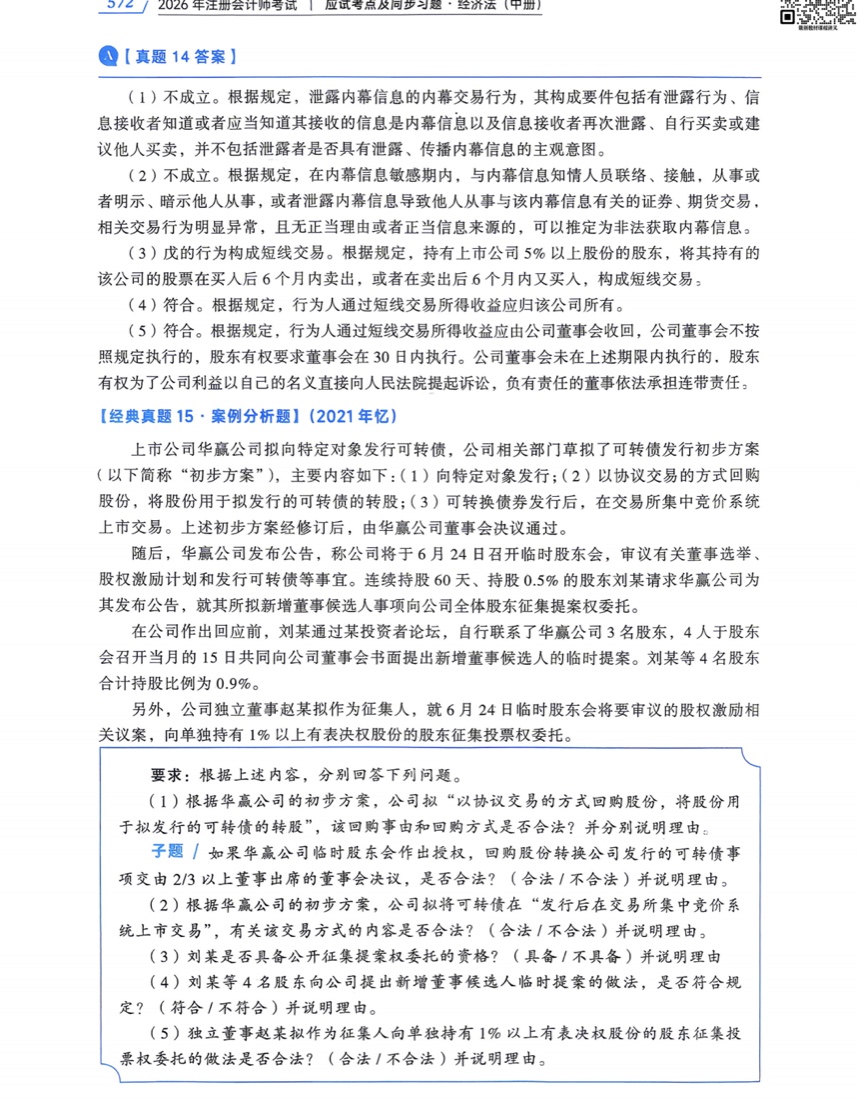 572 / 2026 年注册会计师考试 | 应试考点及同步习题·经济法（中册）
A【真题 14 答案】
（1）不成立。根据规定，泄露内幕信息的内幕交易行为，其构成要件包括有泄露行为、信
息接收者知道或者应当知道其接收的信息是内幕信息以及信息接收者再次泄露、自行买卖或建
议他人买卖，并不包括泄露者是否具有泄露、传播内幕信息的主观意图。
（2）不成立。根据规定，在内幕信息敏感期内，与内幕信息知情人员联络、接触，从事或
者明示、暗示他人从事，或者泄露内幕信息导致他人从事与该内幕信息有关的证券、期货交易，
相关交易行为明显异常，且无正当理由或者正当信息来源的，可以推定为非法获取内幕信息。
（3）戊的行为构成短线交易。根据规定，持有上市公司 5% 以上股份的股东，将其持有的
该公司的股票在买入后 6 个月内卖出，或者在卖出后 6 个月内又买入，构成短线交易。
（4）符合。根据规定，行为人通过短线交易所得收益应归该公司所有。
（5）符合。根据规定，行为人通过短线交易所得收益应由公司董事会收回，公司董事会不按
照规定执行的，股东有权要求董事会在 30 日内执行。公司董事会未在上述期限内执行的，股东
有权为了公司利益以自己的名义直接向人民法院提起诉讼，负有责任的董事依法承担连带责任。
【经典真题 15·案例分析题】（2021 年忆）
上市公司华赢公司拟向特定对象发行可转债，公司相关部门草拟了可转债发行初步方案
（以下简称“初步方案”），主要内容如下：（1）向特定对象发行；（2）以协议交易的方式回购
股份，将股份用于拟发行的可转债的转股；（3）可转换债券发行后，在交易所集中竞价系统
上市交易。上述初步方案经修订后，由华赢公司董事会决议通过。
随后，华赢公司发布公告，称公司将于 6 月 24 日召开临时股东会，审议有关董事选举、
股权激励计划和发行可转债等事宜。连续持股 60 天、持股 0.5% 的股东刘某请求华赢公司为
其发布公告，就其所拟新增董事候选人事项向公司全体股东征集提案权委托。
在公司作出回应前，刘某通过某投资者论坛，自行联系了华赢公司 3 名股东，4 人于股东
会召开当月的 15 日共同向公司董事会书面提出新增董事候选人的临时提案。刘某等 4 名股东
合计持股比例为 0.9%。
另外，公司独立董事赵某拟作为征集人，就 6 月 24 日临时股东会将要审议的股权激励相
关议案，向单独持有 1% 以上有表决权股份的股东征集投票权委托。
要求：根据上述内容，分别回答下列问题。
（1）根据华赢公司的初步方案，公司拟“以协议交易的方式回购股份，将股份用
于拟发行的可转债的转股”，该回购事由和回购方式是否合法？并分别说明理由。
子题 / 如果华赢公司临时股东会作出授权，回购股份转换公司发行的可转债事
项交由 2/3 以上董事出席的董事会决议，是否合法？（合法 / 不合法）并说明理由。
（2）根据华赢公司的初步方案，公司拟将可转债在“发行后在交易所集中竞价系
统上市交易”，有关该交易方式的内容是否合法？（合法 / 不合法）并说明理由。
（3）刘某是否具备公开征集提案权委托的资格？（具备 / 不具备）并说明理由
（4）刘某等 4 名股东向公司提出新增董事候选人临时提案的做法，是否符合规
定？（符合 / 不符合）并说明理由。
（5）独立董事赵某拟作为征集人向单独持有 1% 以上有表决权股份的股东征集投
票权委托的做法是否合法？（合法 / 不合法）并说明理由。